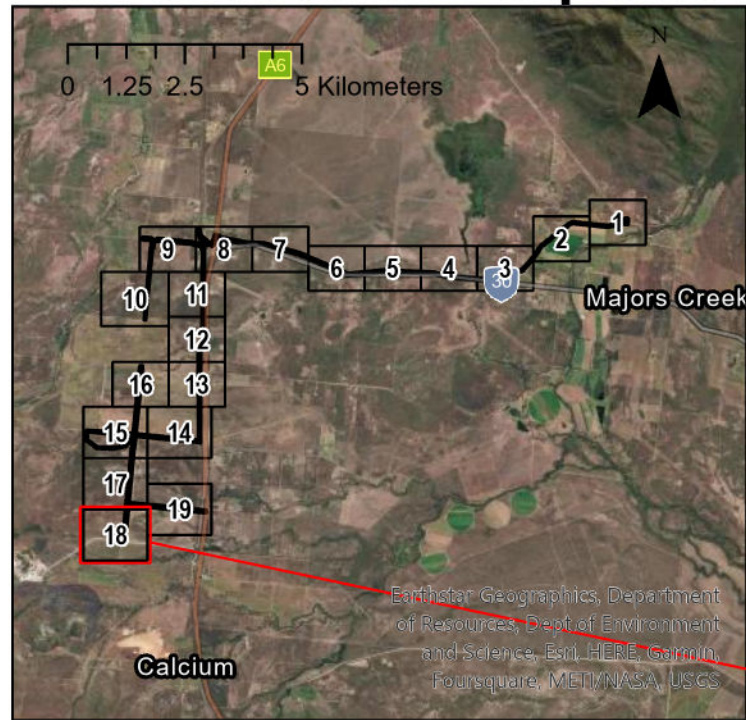 N
A6
0 1.25 2.5 5 Kilometers
1
2
9 8 7
6 5 4 3
30
10 11
Majors Creek
12
16 13
15 14
17
19
18
Earthstar Geographics, Department
of Resources, Dept of Environment
and Science, Esri, HERE, Garmin,
Foursquare, METI/NASA, USGS
Calcium